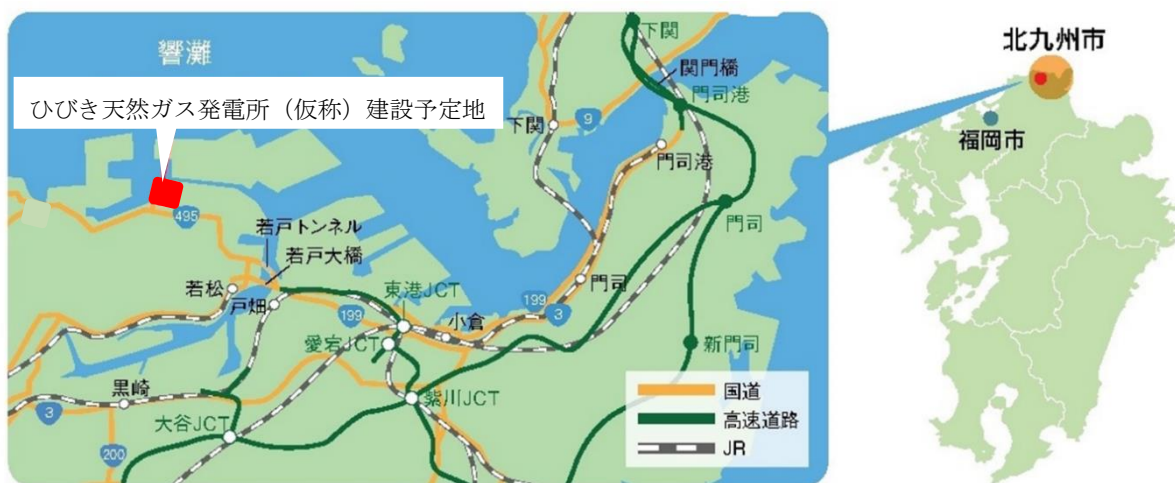 響灘
ひびき天然ガス発電所（仮称）建設予定地
下関
関門橋
門司港
下関
9
門司港
495
門司
若戸トンネル
若戸大橋
若松
戸畑
東港JCT
199
小倉
199
3
門司
愛宕JCT
新門司
黒崎
紫川JCT
3
大谷JCT
200
国道
高速道路
JR
北九州市
福岡市